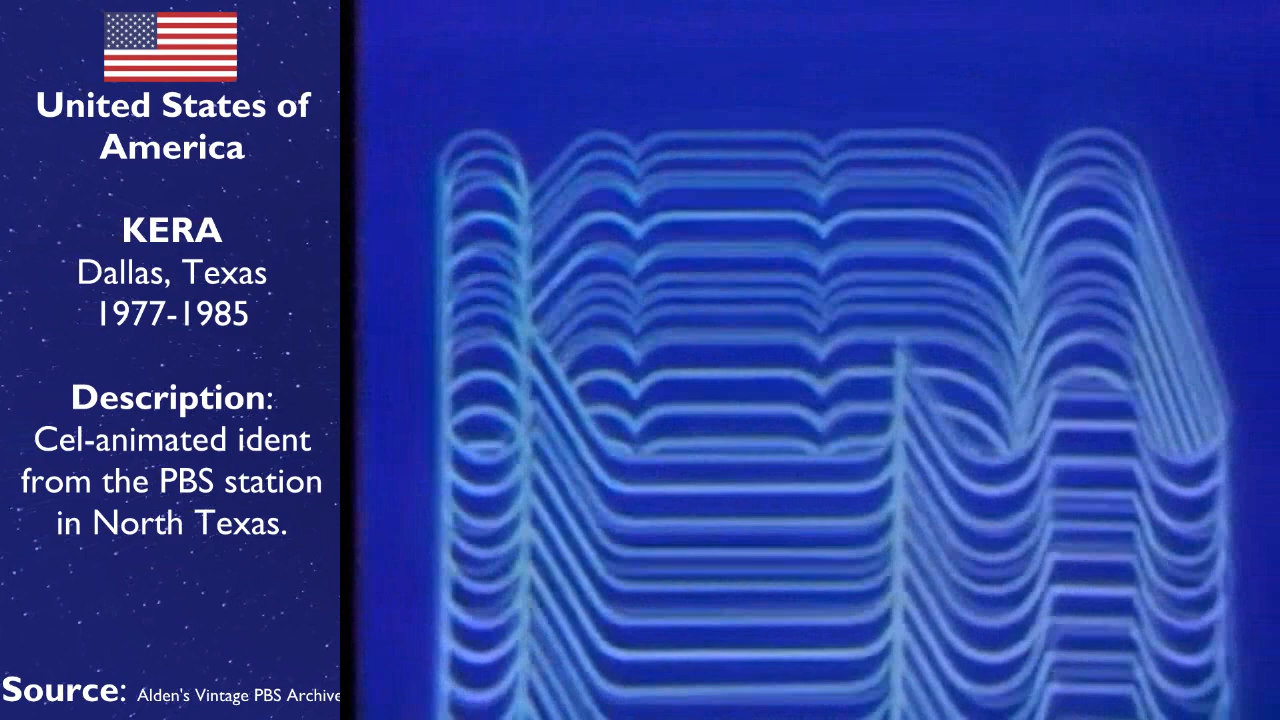 United States of
America
KERA
Dallas, Texas
1977-1985
Description:
Cel-animated ident
from the PBS station
in North Texas.
Source: Alden's Vintage PBS Archive